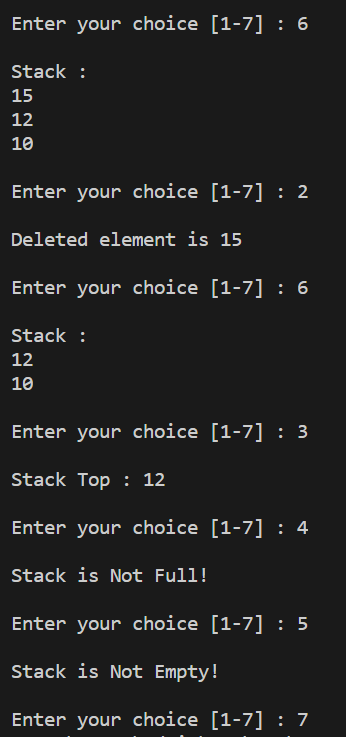 Enter your choice [1-7] : 6
Stack :
15
12
10
Enter your choice [1-7] : 2
Deleted element is 15
Enter your choice [1-7] : 6
Stack :
12
10
Enter your choice [1-7] : 3
Stack Top : 12
Enter your choice [1-7] : 4
Stack is Not Full!
Enter your choice [1-7] : 5
Stack is Not Empty!
Enter your choice [1-7] : 7